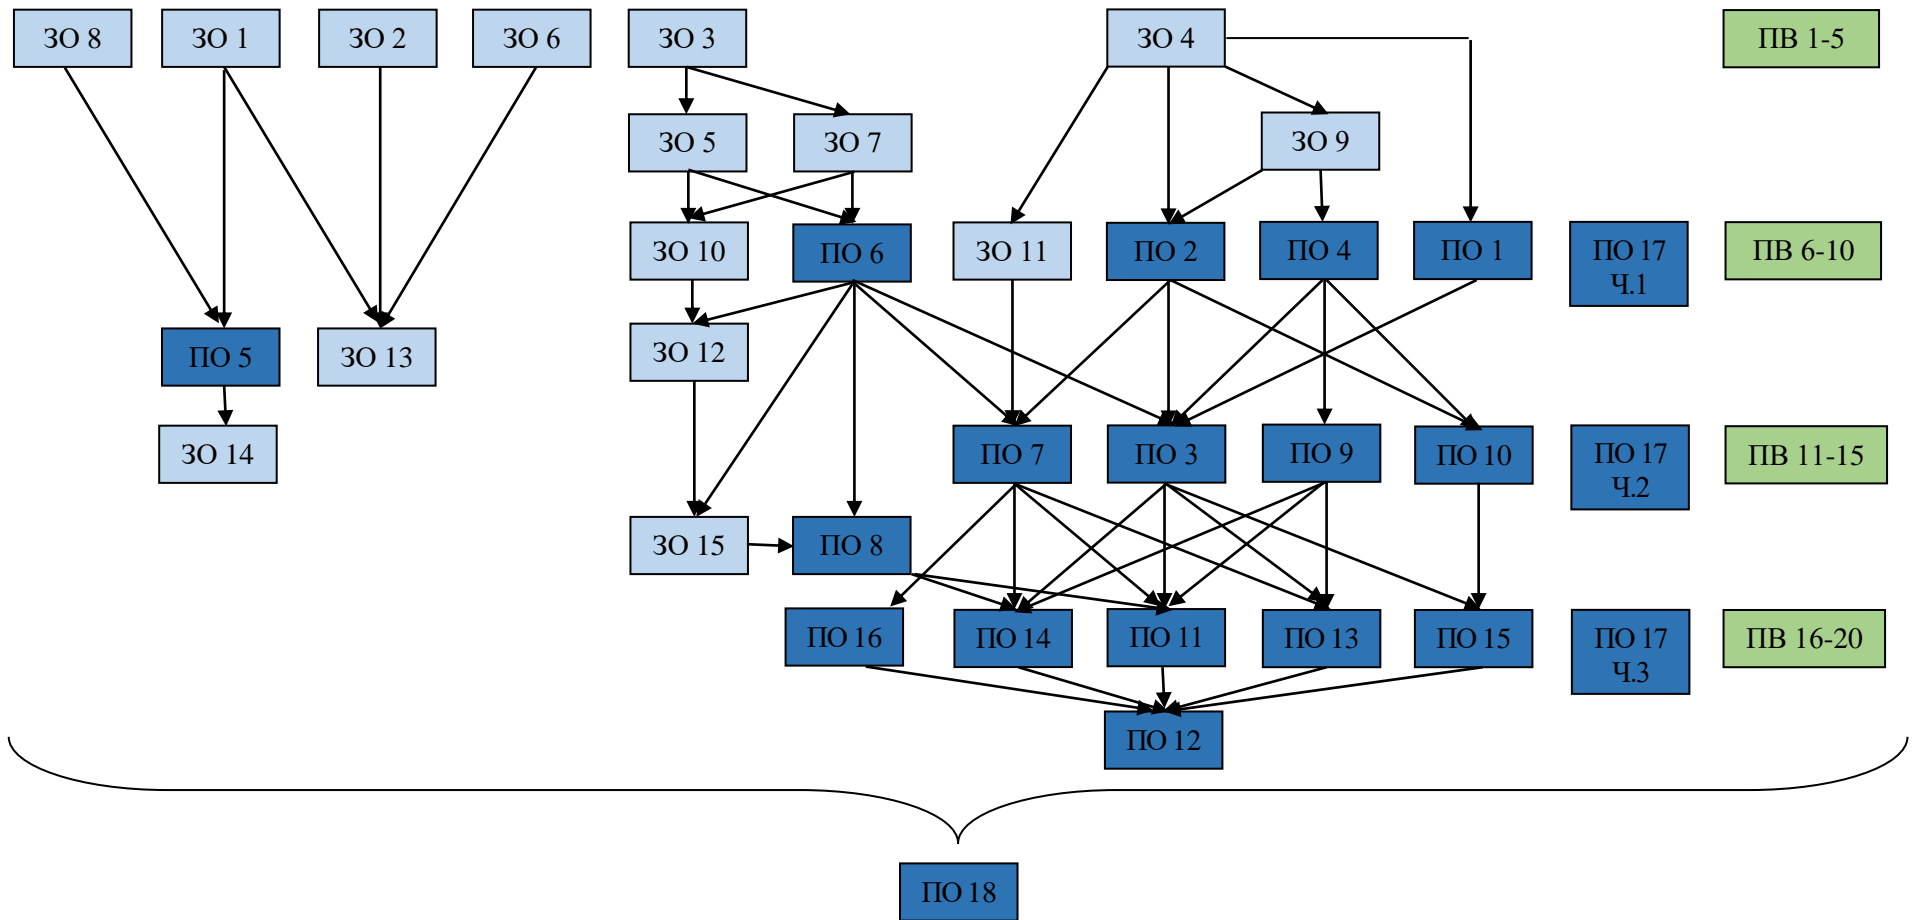 ЗО 8
ЗО 1
ЗО 2
ЗО 6
ЗО 3
ЗО 4
ПВ 1-5
ЗО 5
ЗО 7
ЗО 9
ЗО 10
ПО 6
ЗО 11
ПО 2
ПО 4
ПО 1
ПО 17
Ч.1
ПВ 6-10
ПО 5
ЗО 13
ЗО 12
ЗО 14
ПО 7
ПО 3
ПО 9
ПО 10
ПО 17
Ч.2
ПВ 11-15
ЗО 15
ПО 8
ПО 16
ПО 14
ПО 11
ПО 13
ПО 15
ПО 17
Ч.3
ПВ 16-20
ПО 12
ПО 18